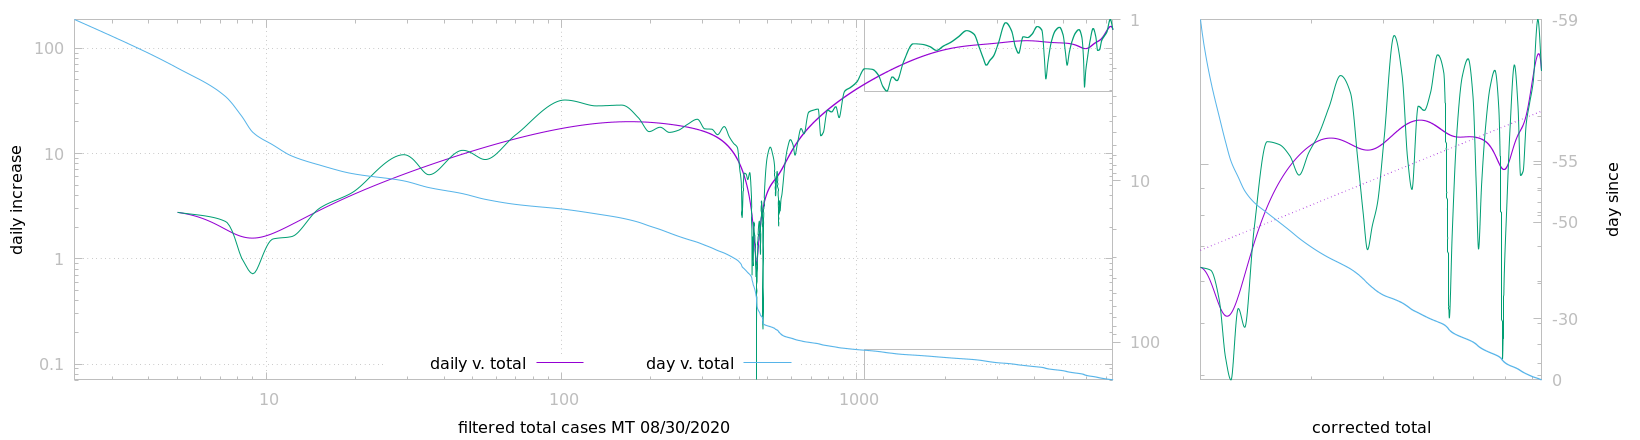 daily increase
100
10
1
0.1
10
100
1000
1
10
100
daily v. total
day v. total
filtered total cases MT 08/30/2020
-59
-55
-50
-30
0
day since
corrected total